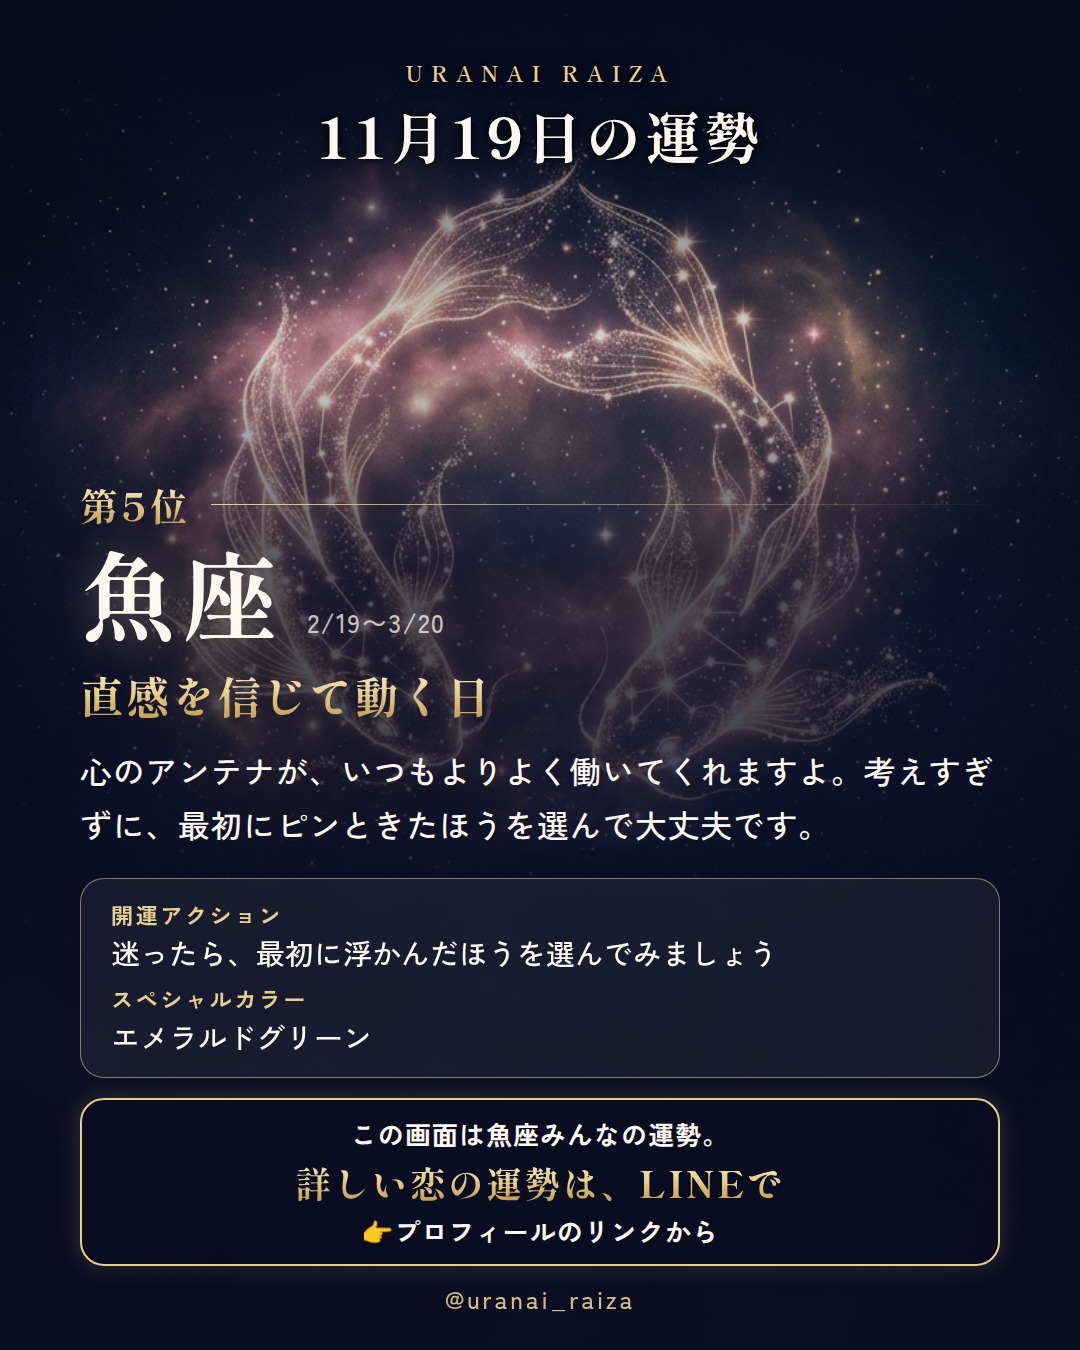 URANAI RAIZA
11月19日の運勢
第5位
魚座 2/19〜3/20
直感を信じて動く日
心のアンテナが、いつもよりよく働いてくれますよ。考えすぎ
ずに、最初にピンときたほうを選んで大丈夫です。
開運アクション
迷ったら、最初に浮かんだほうを選んでみましょう
スペシャルカラー
エメラルドグリーン
この画面は魚座みんなの運勢。
詳しい恋の運勢は、LINEで
👉プロフィールのリンクから
@uranai_raiza